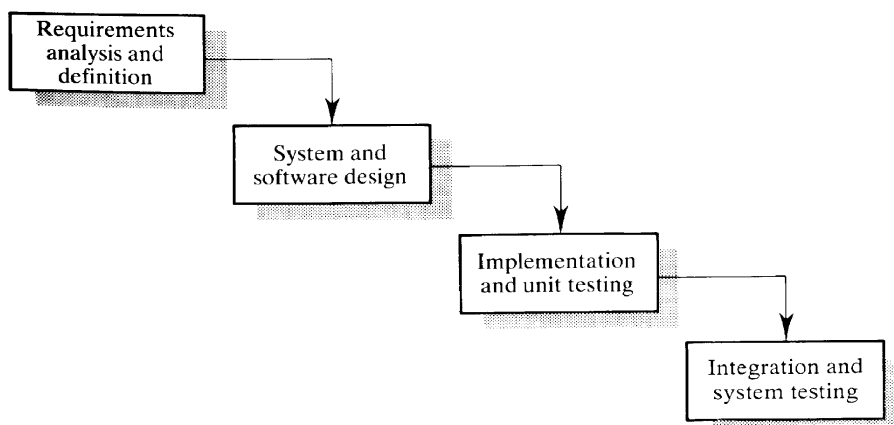 Requirements
analysis and
definition
System and
software design
Implementation
and unit testing
Integration and
system testing